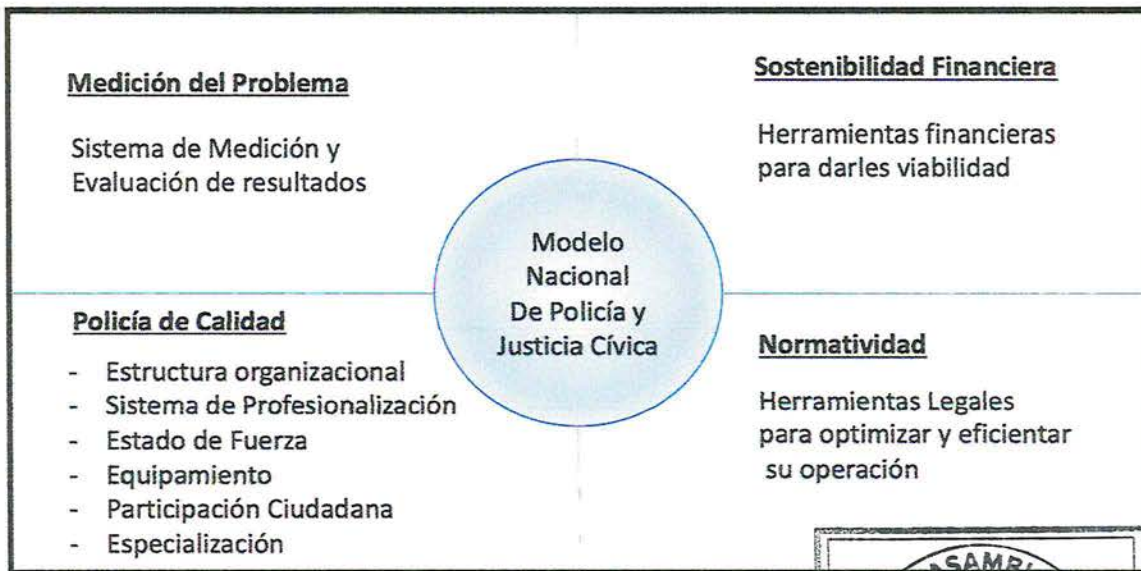 Medición del Problema
Sistema de Medición y
Evaluación de resultados
Sostenibilidad Financiera
Herramientas financieras
para darles viabilidad
Modelo
Nacional
De Policía y
Justicia Cívica
Policía de Calidad
- Estructura organizacional
- Sistema de Profesionalización
- Estado de Fuerza
- Equipamiento
- Participación Ciudadana
- Especialización
Normatividad
Herramientas Legales
para optimizar y eficientar
su operación